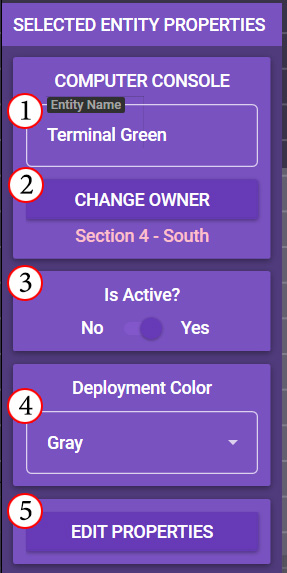 SELECTED ENTITY PROPERTIES
COMPUTER CONSOLE
1
Entity Name
Terminal Green
2
CHANGE OWNER
Section 4 - South
3
Is Active?
No Yes
Deployment Color
4
Gray
5
EDIT PROPERTIES